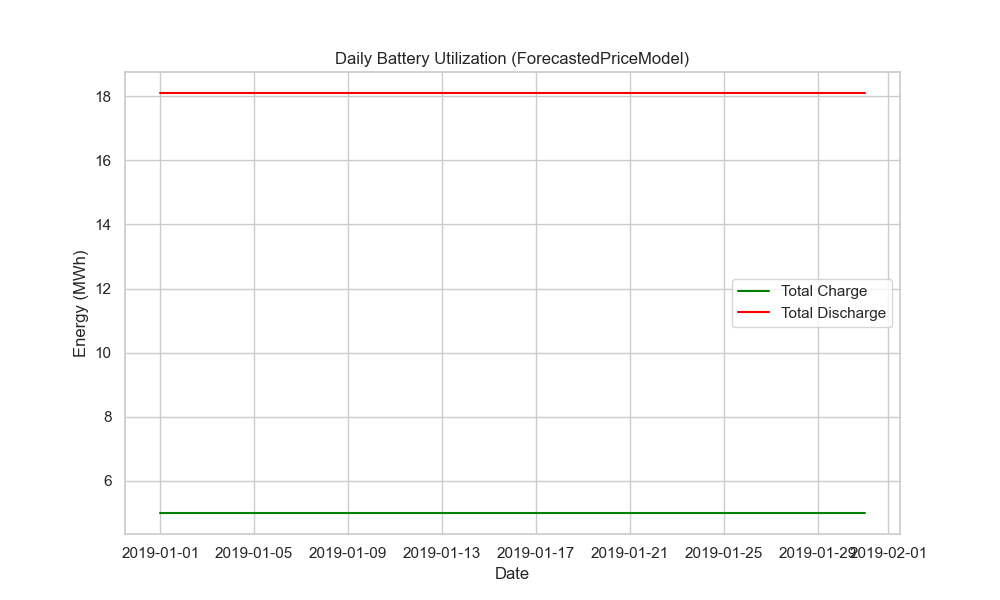 Daily Battery Utilization (ForecastedPriceModel)
18
16
14
12
10
8
6
Energy (MWh)
Total Charge
Total Discharge
2019-01-01 2019-01-05 2019-01-09 2019-01-13 2019-01-17 2019-01-21 2019-01-25 2019-01-29 2019-02-01
Date